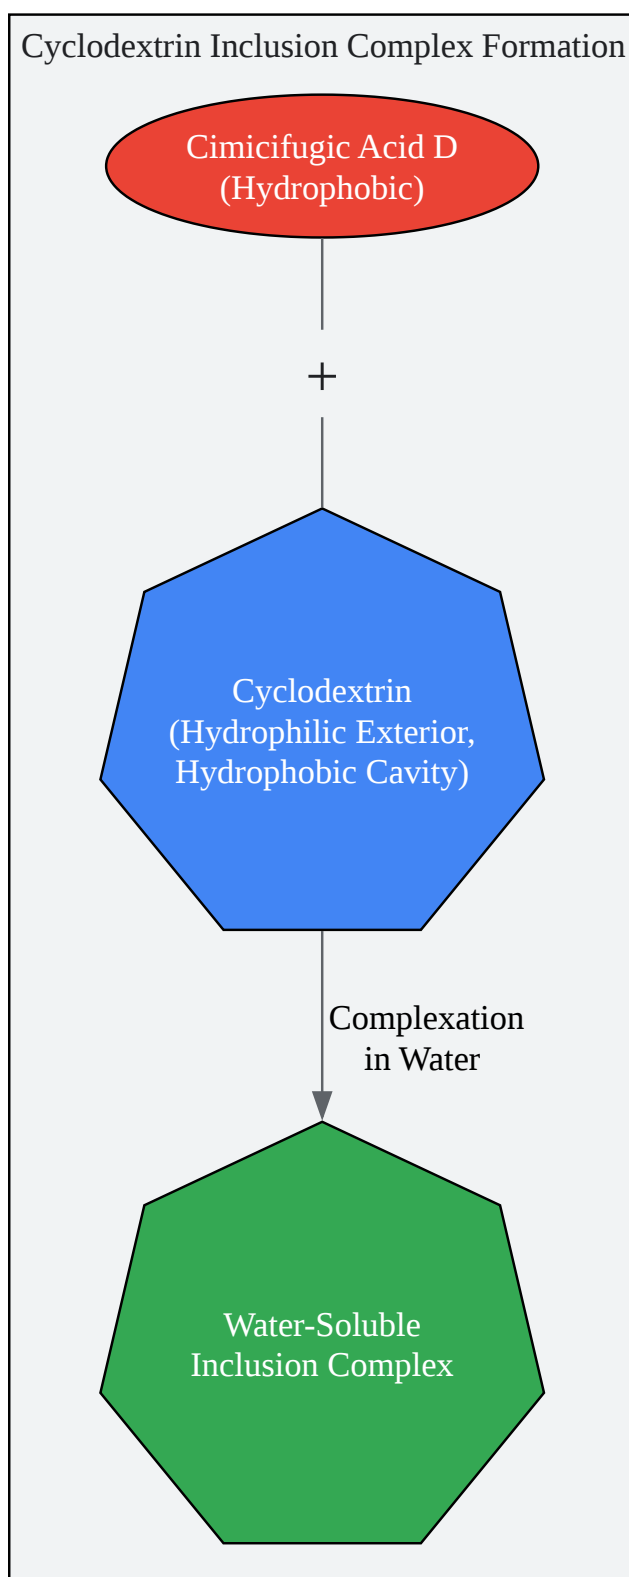 Cyclodextrin Inclusion Complex Formation
Cimicifugic Acid D
(Hydrophobic)
+
Cyclodextrin
(Hydrophilic Exterior,
Hydrophobic Cavity)
Complexation
in Water
Water-Soluble
Inclusion Complex